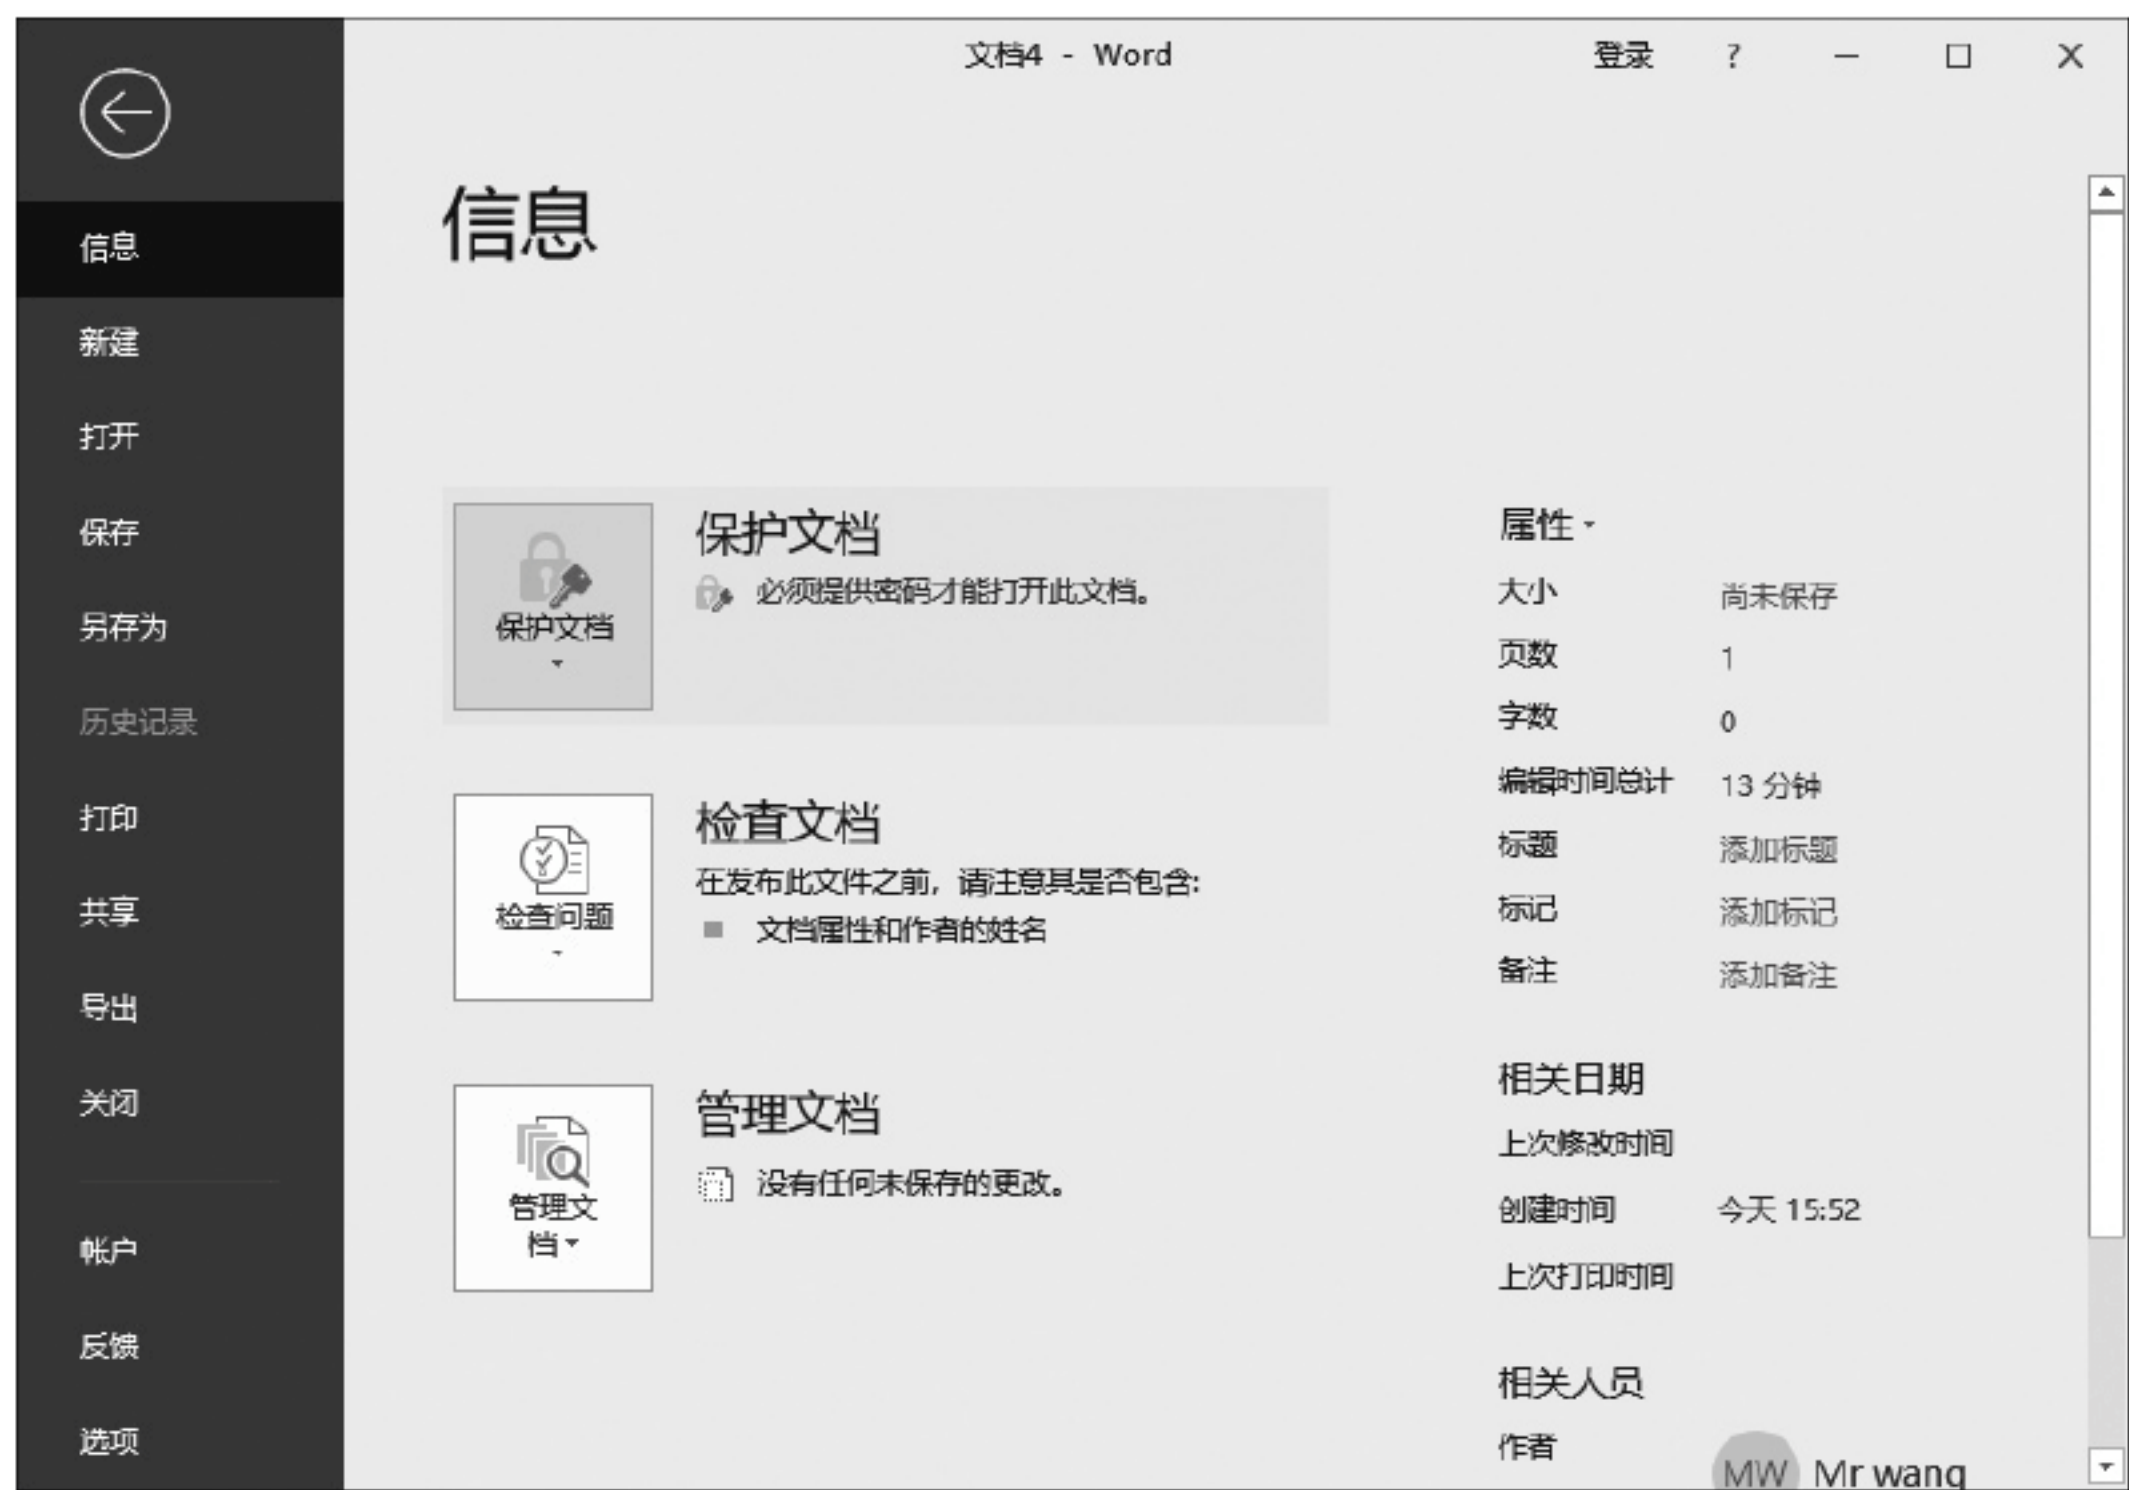 文档4 - Word
登录 ?
信息
新建
打开
保存
另存为
历史记录
打印
共享
导出
关闭
帐户
反馈
选项
信息
保护文档
保护文档
必须提供密码才能打开此文档。
检查问题
检查文档
在发布此文件之前，请注意其是否包含:
文档属性和作者的姓名
管理文
档
管理文档
没有任何未保存的更改。
属性
大小 尚未保存
页数 1
字数 0
编辑时间总计 13 分钟
标题 添加标题
标记 添加标记
备注 添加备注
相关日期
上次修改时间
创建时间 今天 15:52
上次打印时间
相关人员
作者 MW Mr wang